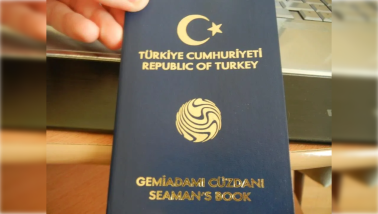 TÜRKİYE CUMHURİYETİ
REPUBLIC OF TURKEY
GEMİADAMI CÜZDANI
SEAMAN'S BOOK